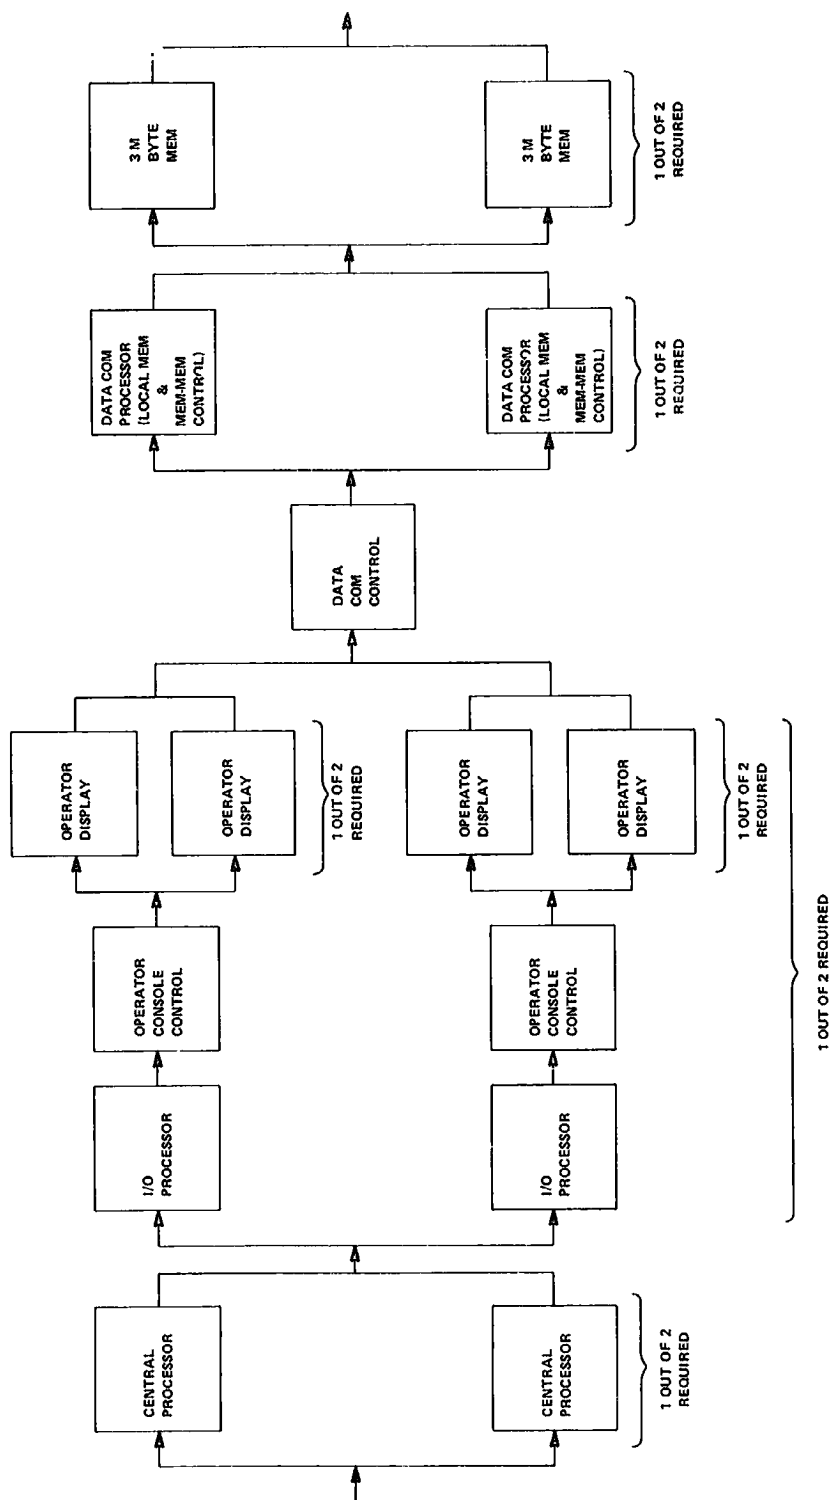 CENTRAL
PROCESSOR
CENTRAL
PROCESSOR
1 OUT OF 2
REQUIRED
I/O
PROCESSOR
OPERATOR
CONSOLE
CONTROL
OPERATOR
DISPLAY
OPERATOR
DISPLAY
1 OUT OF 2
REQUIRED
I/O
PROCESSOR
OPERATOR
CONSOLE
CONTROL
OPERATOR
DISPLAY
OPERATOR
DISPLAY
1 OUT OF 2
REQUIRED
1 OUT OF 2 REQUIRED
DATA
COM
CONTROL
DATA COM
PROCESSOR
(LOCAL MEM
&
MEM-MEM
CONTROL)
DATA COM
PROCESSOR
(LOCAL MEM
&
MEM-MEM
CONTROL)
1 OUT OF 2
REQUIRED
3 M
BYTE
MEM
3 M
BYTE
MEM
1 OUT OF 2
REQUIRED